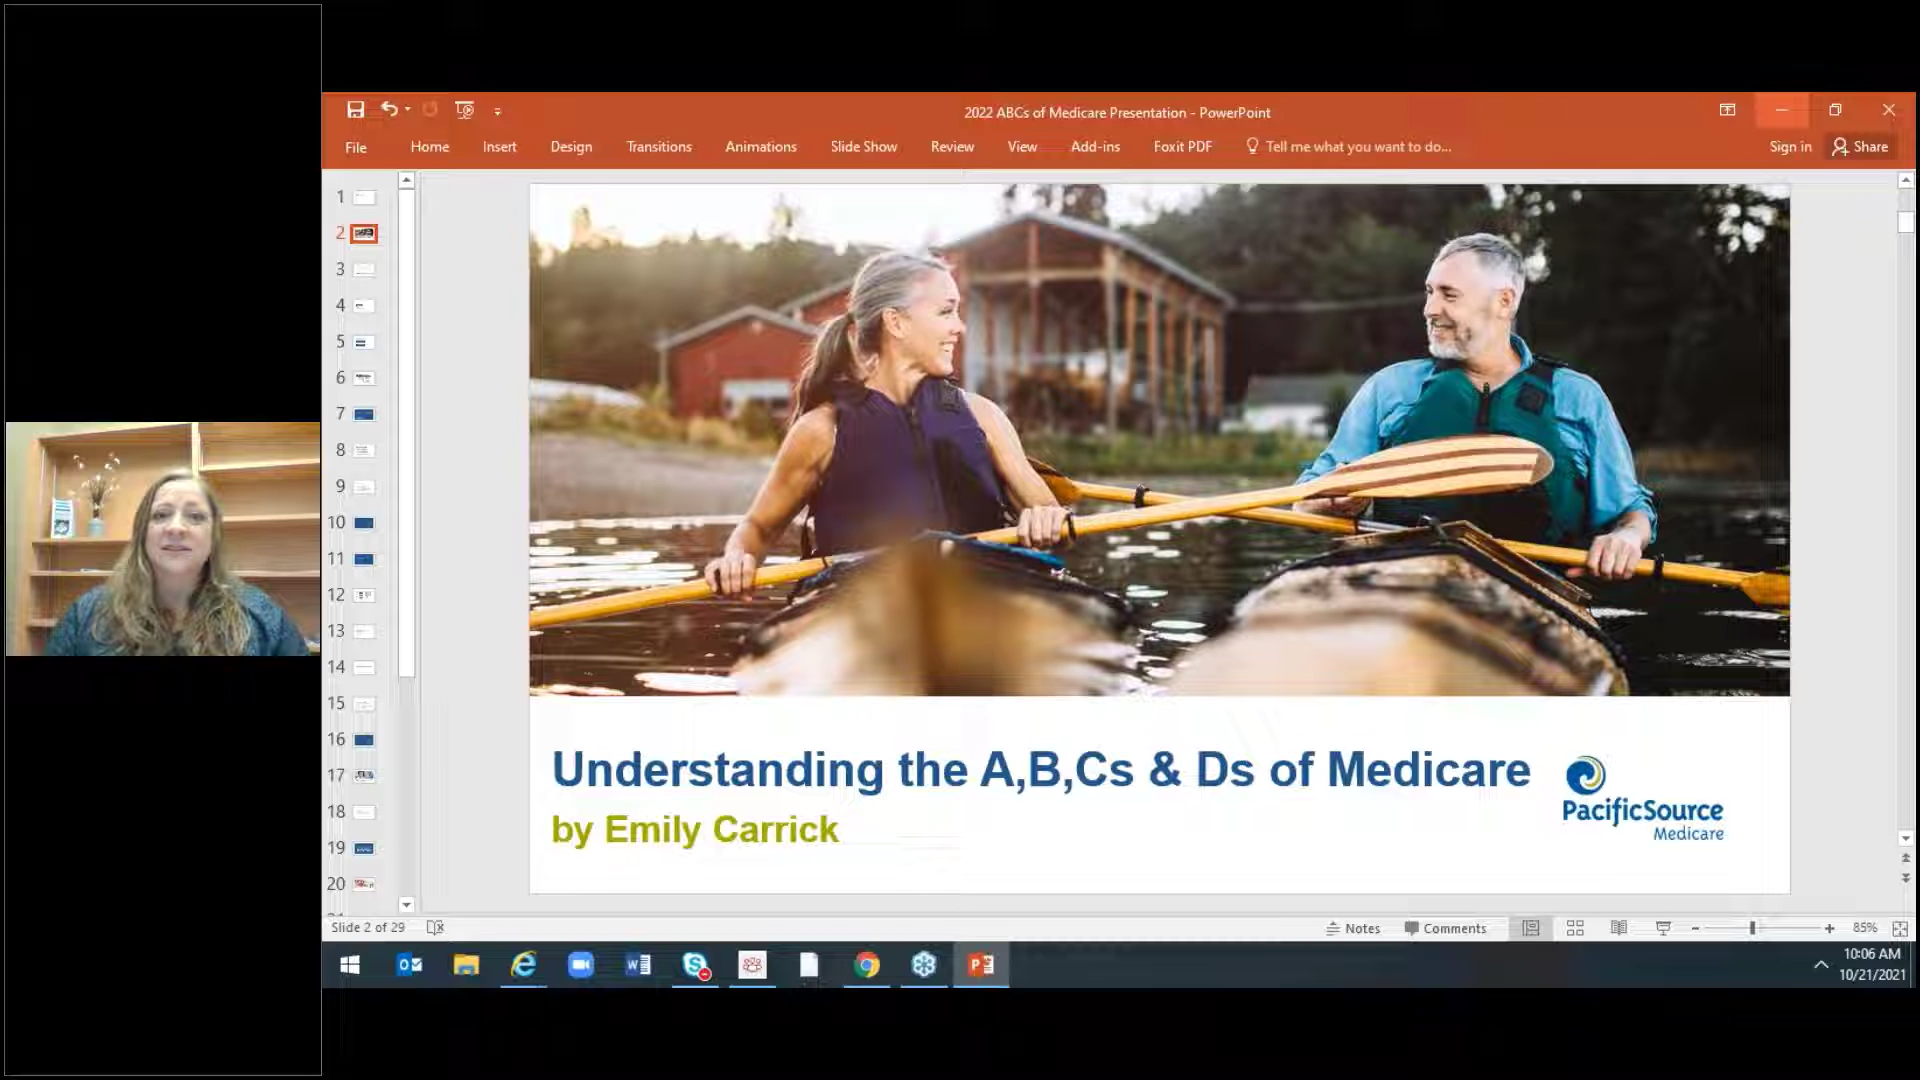 2022 ABCs of Medicare Presentation - PowerPoint
File Home Insert Design Transitions Animations Slide Show Review View Add-ins Foxit PDF Tell me what you want to do... Sign in Share
1
2
3
4
5
6
7
8
9
10
11
12
13
14
15
16
17
18
19
20
Understanding the A,B,Cs & Ds of Medicare
by Emily Carrick
PacificSource
Medicare
Slide 2 of 29 Notes Comments 85%
10:06 AM
10/21/2021